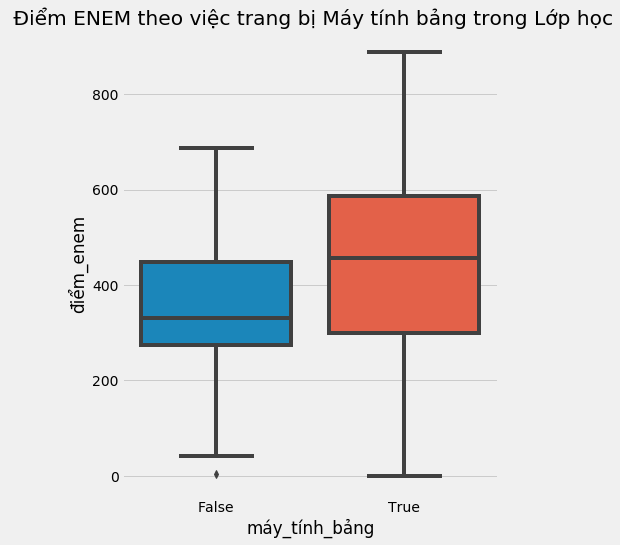 Điểm ENEM theo việc trang bị Máy tính bảng trong Lớp học
800
600
400
200
0
điểm_enem
False
True
máy_tính_bảng